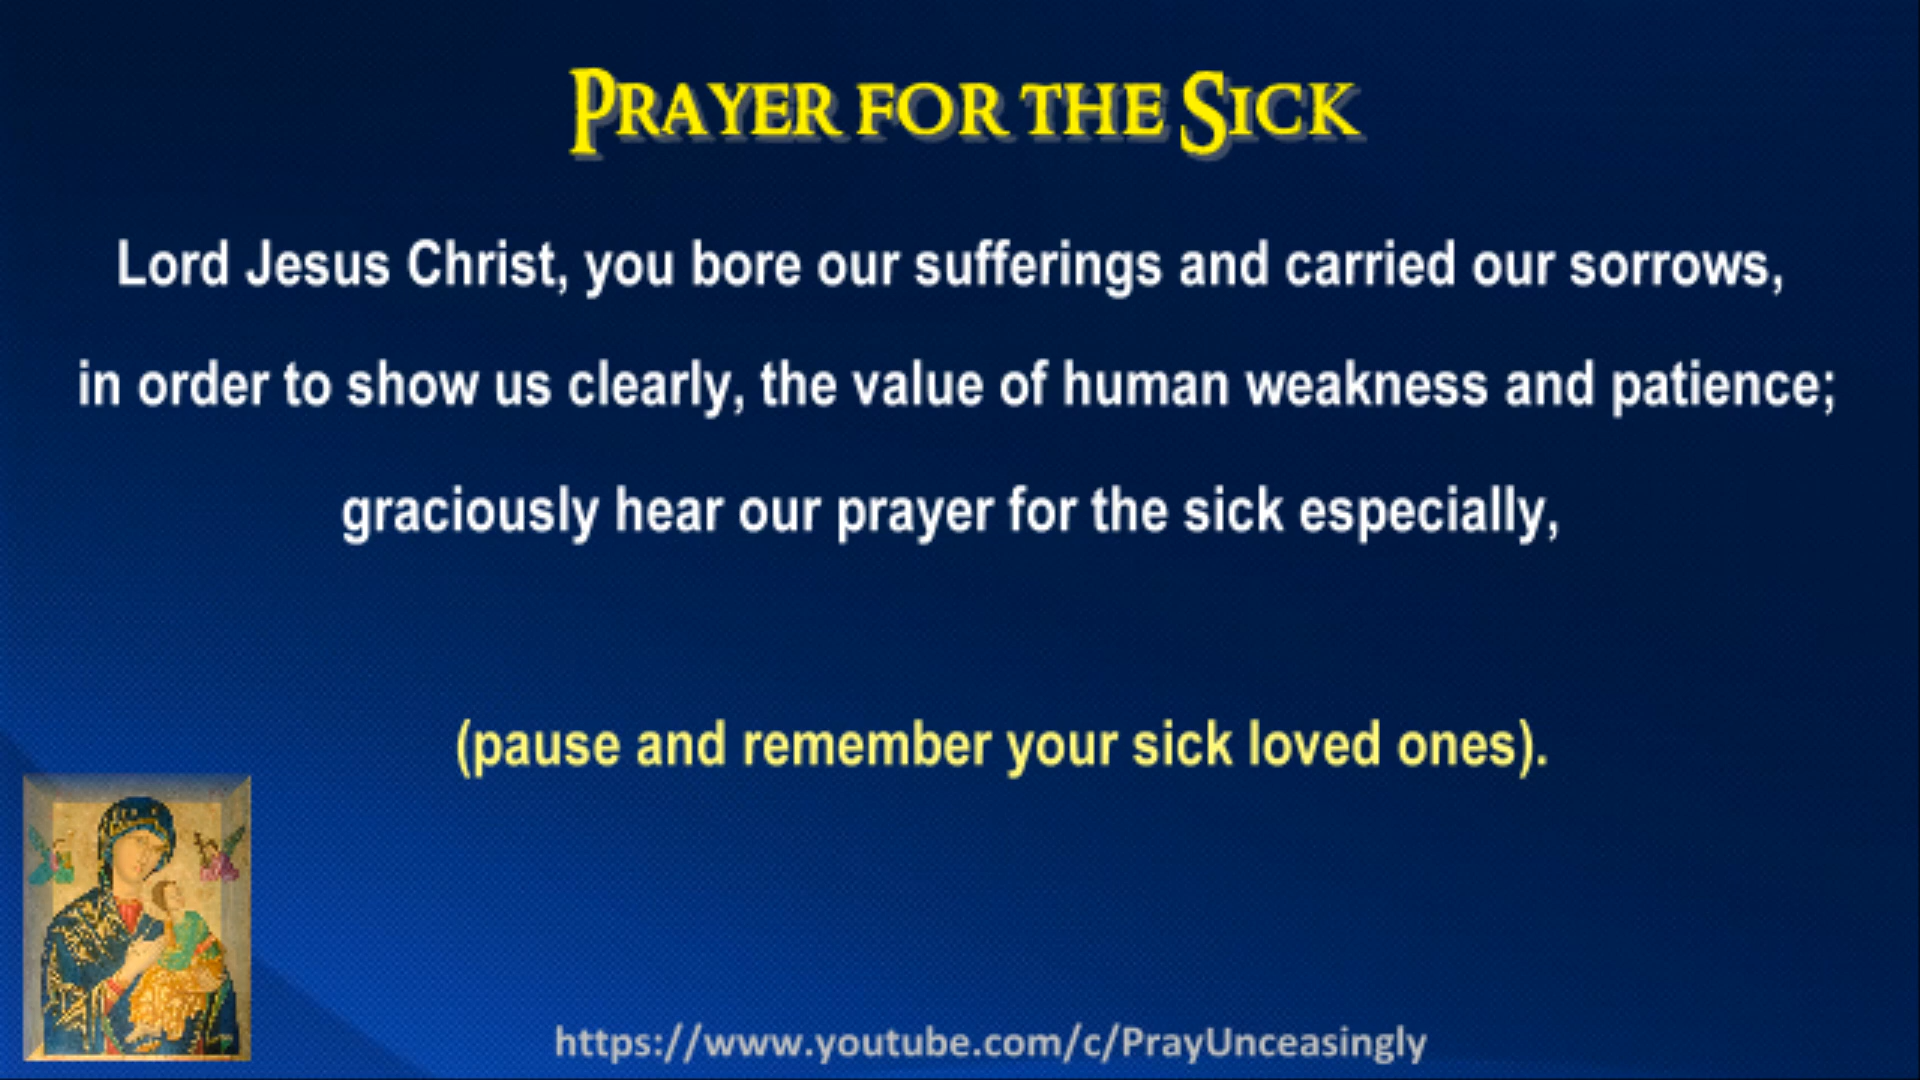 PRAYER FOR THE SICK
Lord Jesus Christ, you bore our sufferings and carried our sorrows,
in order to show us clearly, the value of human weakness and patience;
graciously hear our prayer for the sick especially,
(pause and remember your sick loved ones).
https://www.youtube.com/c/PrayUnceasingly